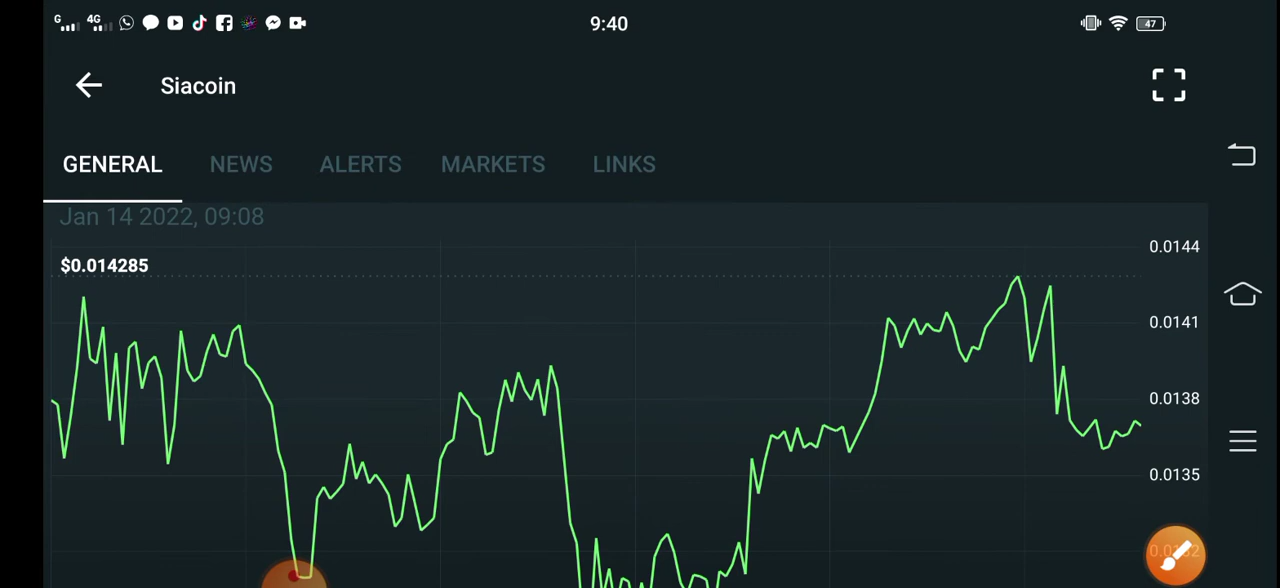 G 4G 9:40 47
Siacoin
GENERAL NEWS ALERTS MARKETS LINKS
Jan 14 2022, 09:08
0.0144
$0.014285
0.0141
0.0138
0.0135